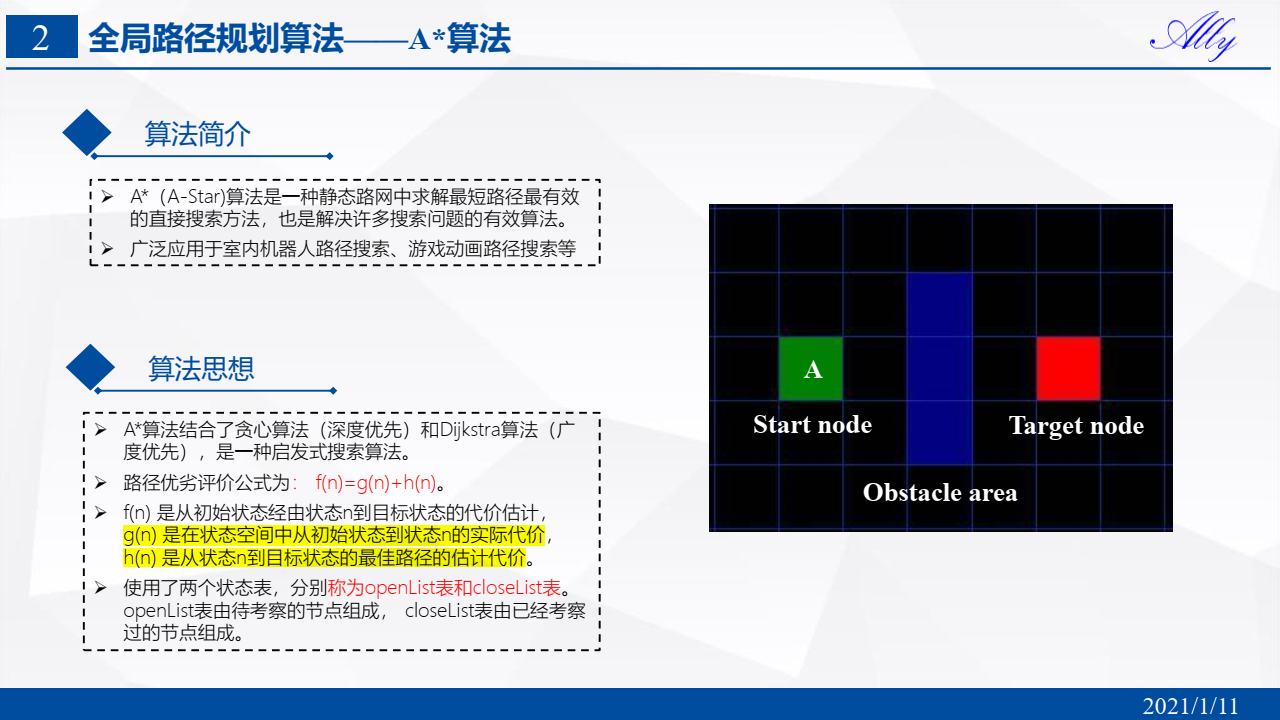 2
全局路径规划算法——A*算法
Ally
算法简介
➢ A*（A-Star)算法是一种静态路网中求解最短路径最有效
的直接搜索方法，也是解决许多搜索问题的有效算法。
➢ 广泛应用于室内机器人路径搜索、游戏动画路径搜索等
算法思想
➢ A*算法结合了贪心算法（深度优先）和Dijkstra算法（广
度优先），是一种启发式搜索算法。
➢ 路径优劣评价公式为： f(n)=g(n)+h(n)。
➢ f(n) 是从初始状态经由状态n到目标状态的代价估计，
g(n) 是在状态空间中从初始状态到状态n的实际代价，
h(n) 是从状态n到目标状态的最佳路径的估计代价。
➢ 使用了两个状态表，分别称为openList表和closeList表。
openList表由待考察的节点组成， closeList表由已经考察
过的节点组成。
A
Start node
Target node
Obstacle area
2021/1/11